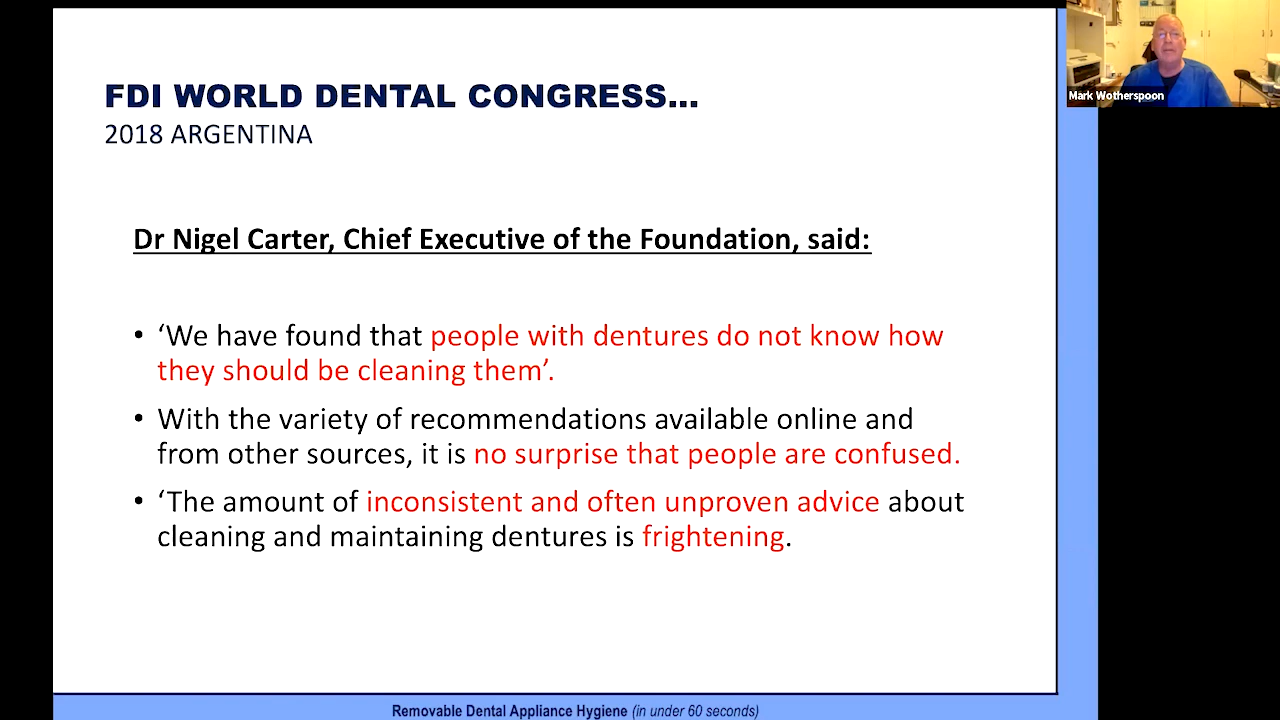 FDI WORLD DENTAL CONGRESS...
2018 ARGENTINA
Dr Nigel Carter, Chief Executive of the Foundation, said:
• ‘We have found that people with dentures do not know how
they should be cleaning them’.
• With the variety of recommendations available online and
from other sources, it is no surprise that people are confused.
• ‘The amount of inconsistent and often unproven advice about
cleaning and maintaining dentures is frightening.
Removable Dental Appliance Hygiene (in under 60 seconds)
Mark Wotherspoon